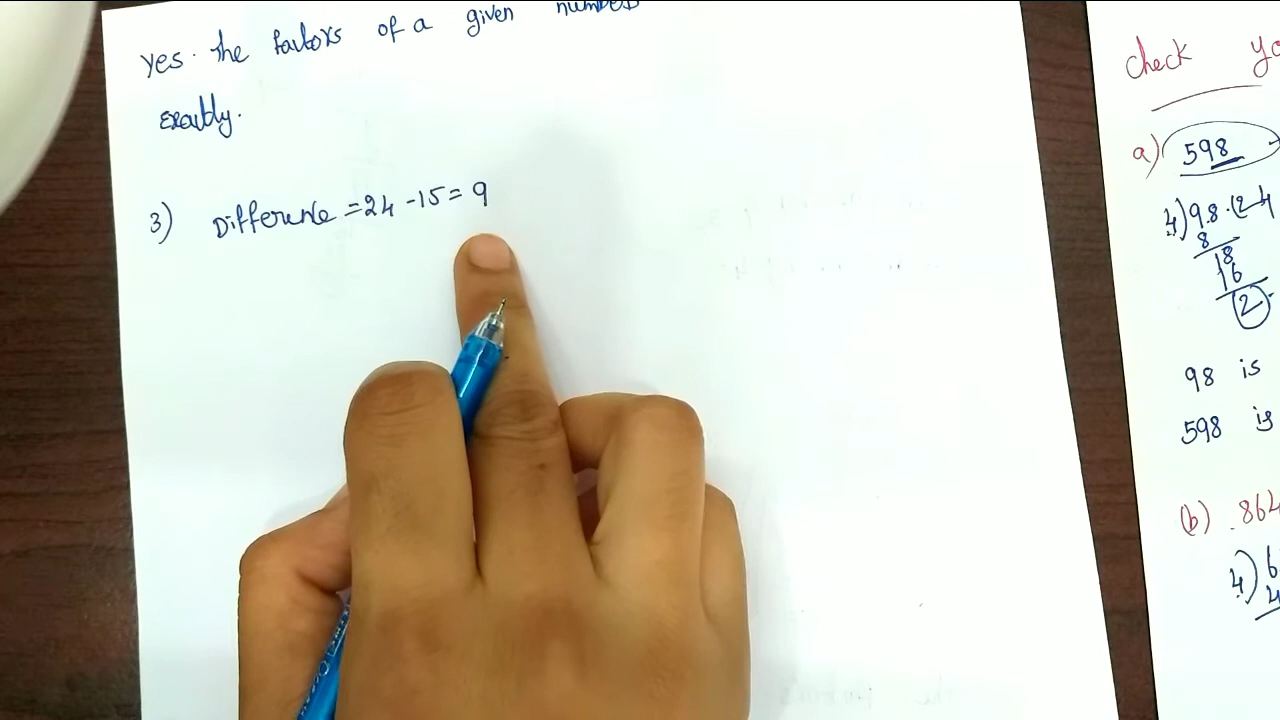 yes. the factors of a given number
exactly.
3) Difference = 24 - 15 = 9
check
a) 598
4) 98 (24
8
18
16
2
98 is
598 is
(b) 864
4) 6
4